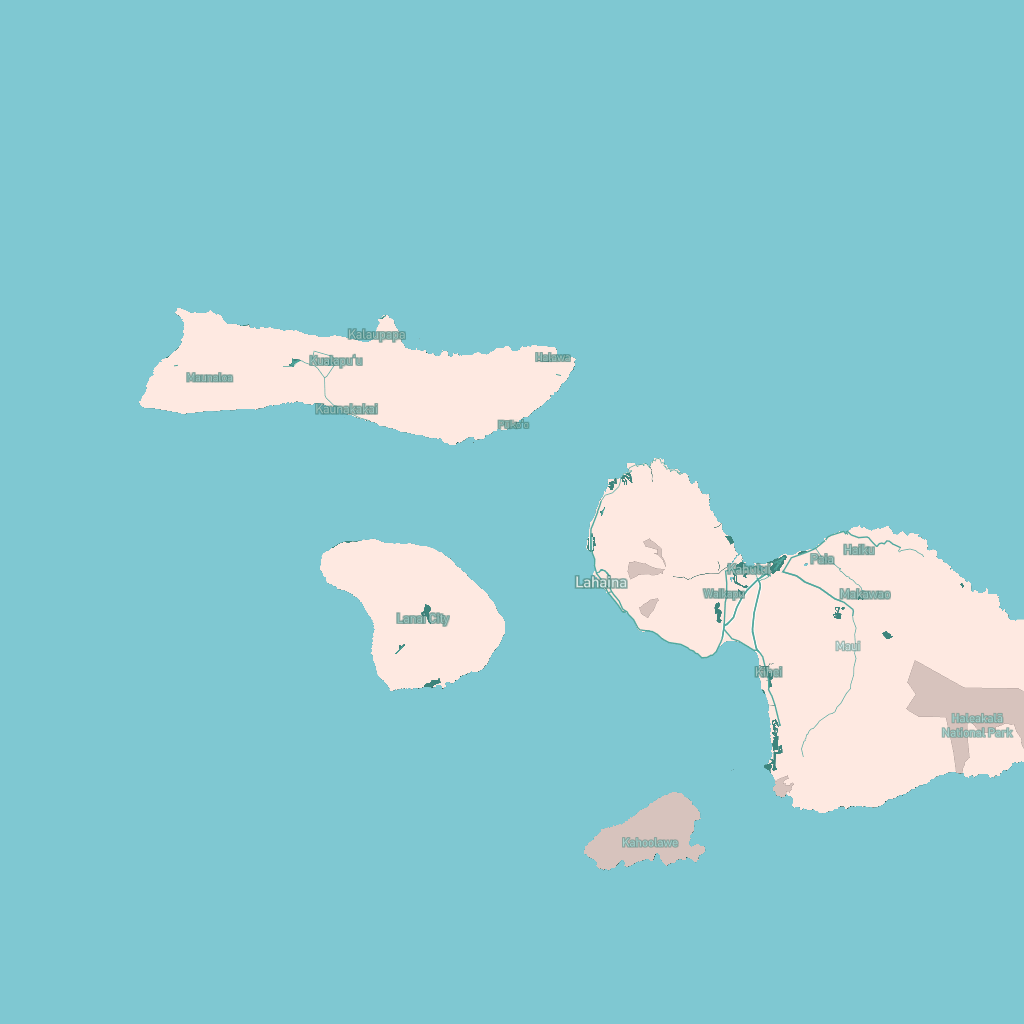 Kalaupapa
Halawa
Kualapu'u
Maunaloa
Kaunakakai
Puko'o
Haiku
Paia
Kahului
Lahaina
Wailuku
Makawao
Lanai City
Maui
Kihei
Haleakalā
National Park
Kahoolawe